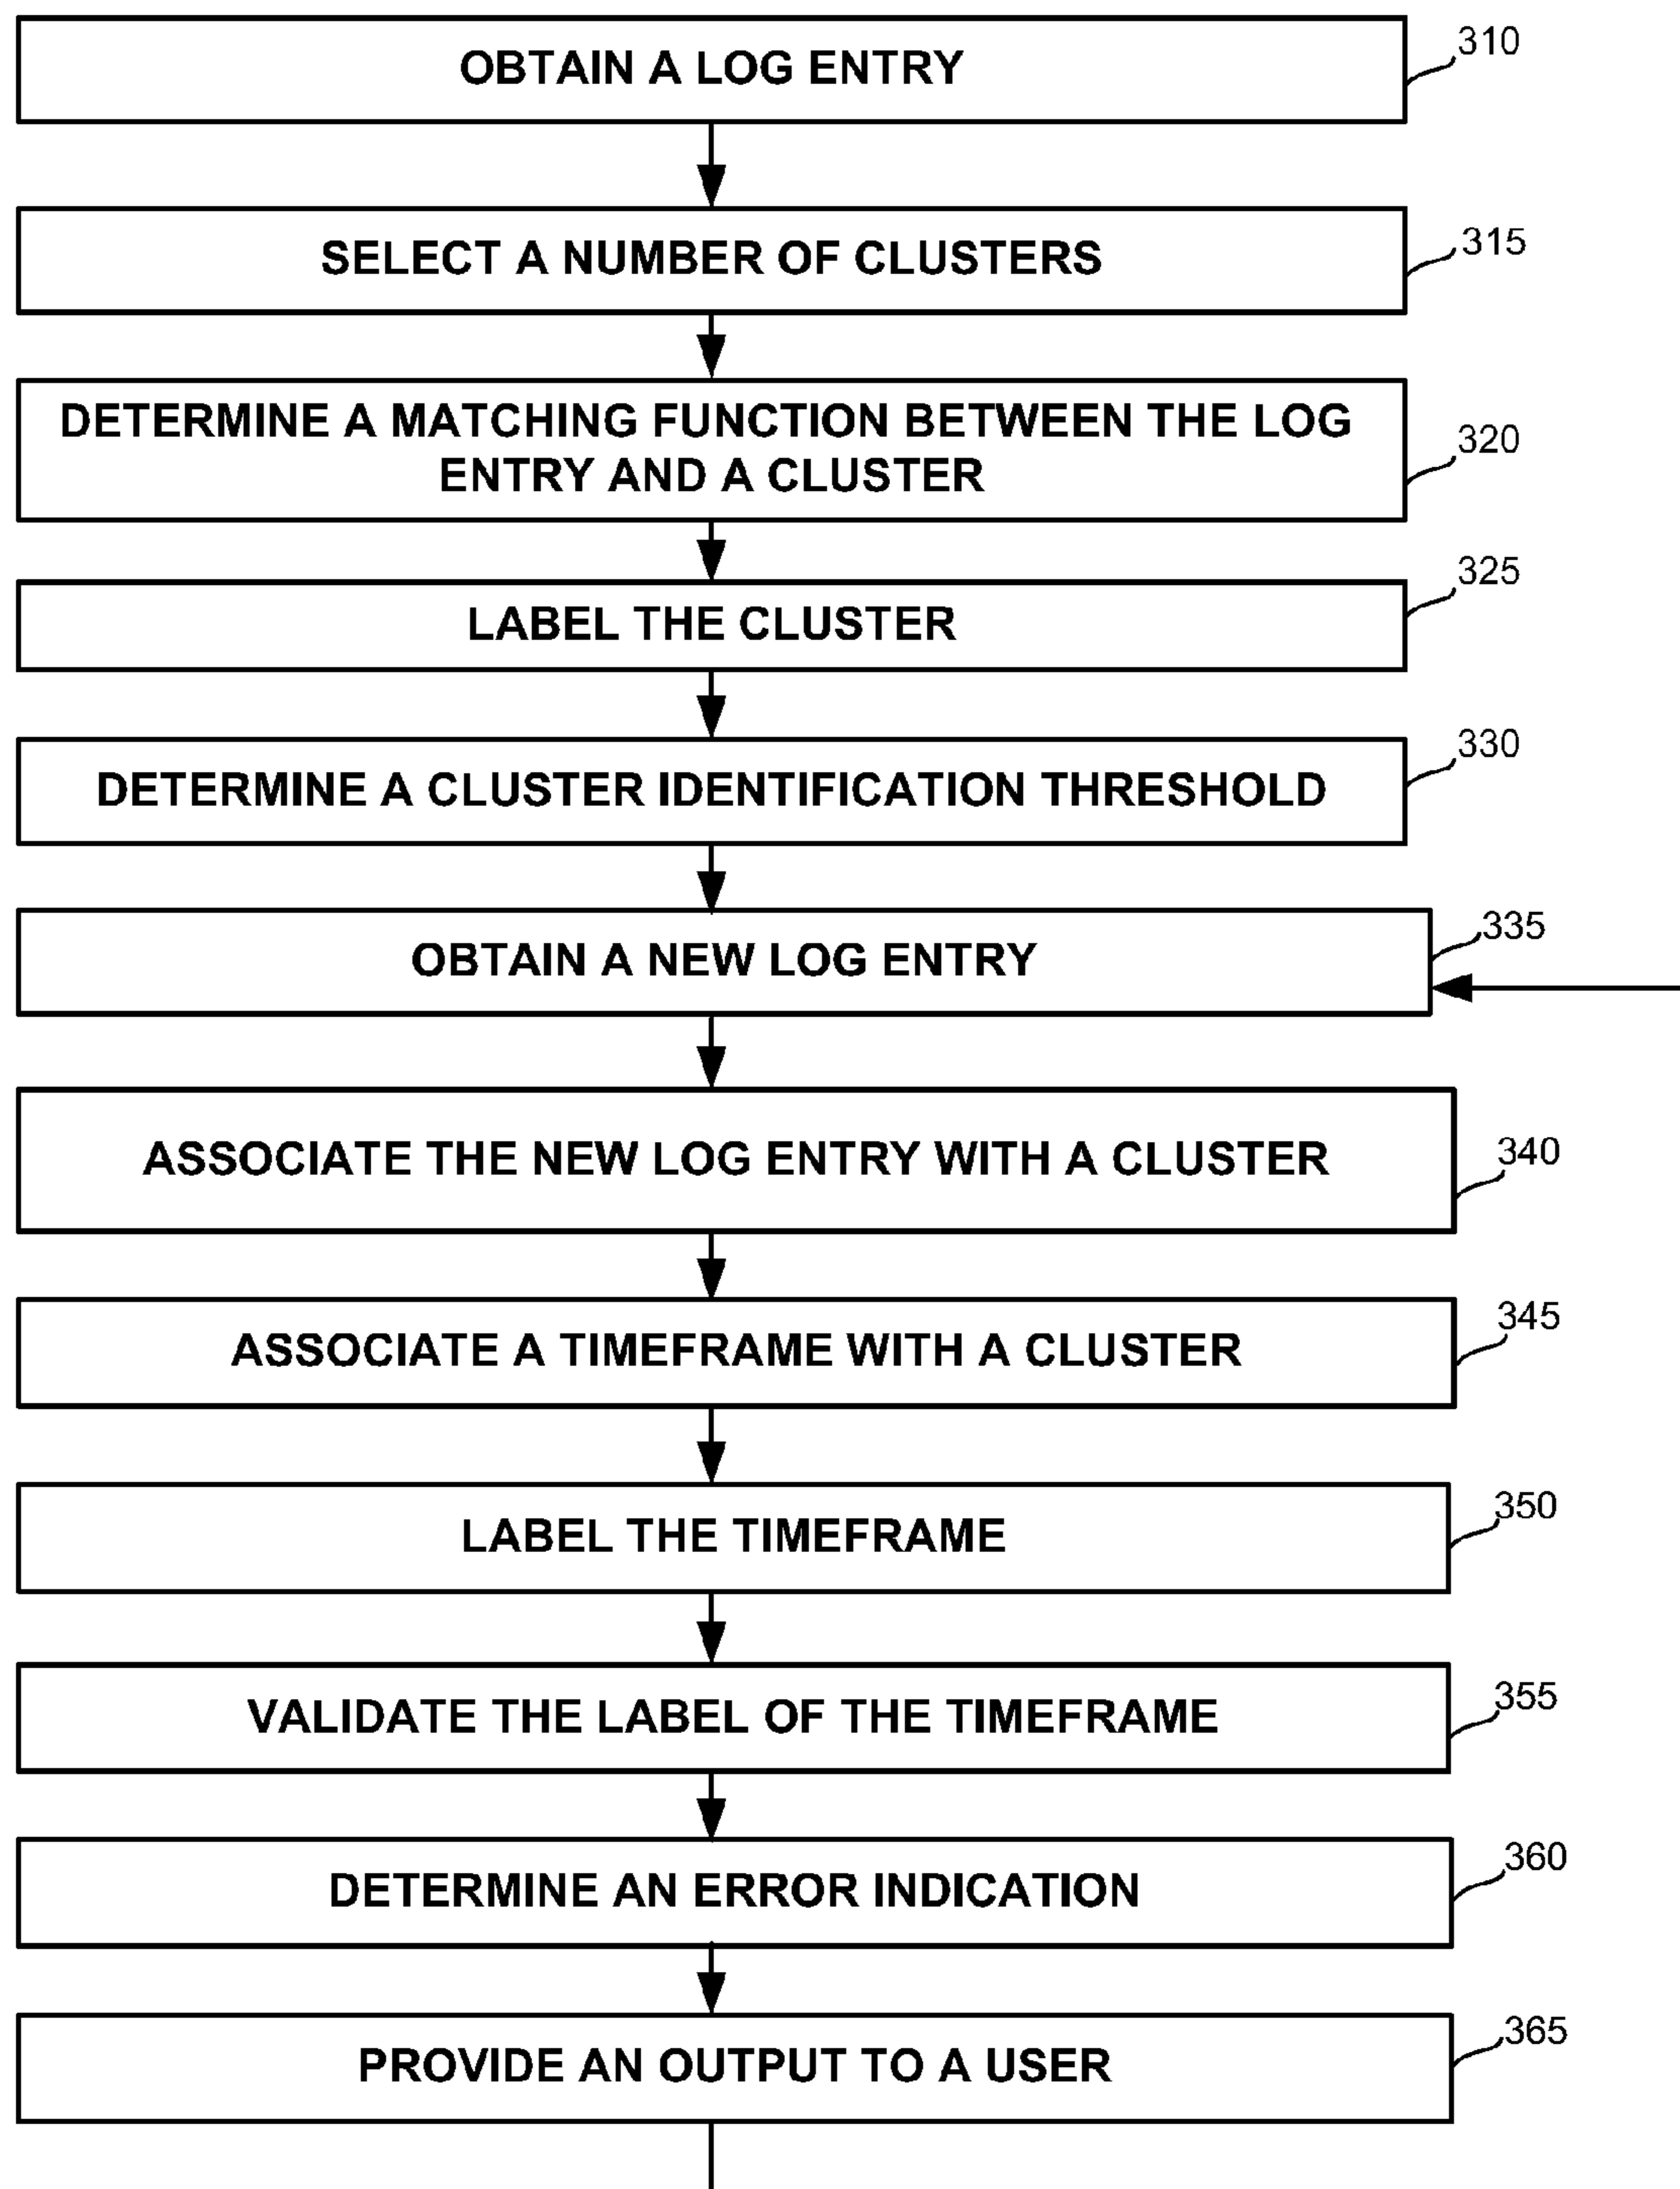 OBTAIN A LOG ENTRY
310
SELECT A NUMBER OF CLUSTERS
315
DETERMINE A MATCHING FUNCTION BETWEEN THE LOG
ENTRY AND A CLUSTER
320
LABEL THE CLUSTER
325
DETERMINE A CLUSTER IDENTIFICATION THRESHOLD
330
OBTAIN A NEW LOG ENTRY
335
ASSOCIATE THE NEW LOG ENTRY WITH A CLUSTER
340
ASSOCIATE A TIMEFRAME WITH A CLUSTER
345
LABEL THE TIMEFRAME
350
VALIDATE THE LABEL OF THE TIMEFRAME
355
DETERMINE AN ERROR INDICATION
360
PROVIDE AN OUTPUT TO A USER
365